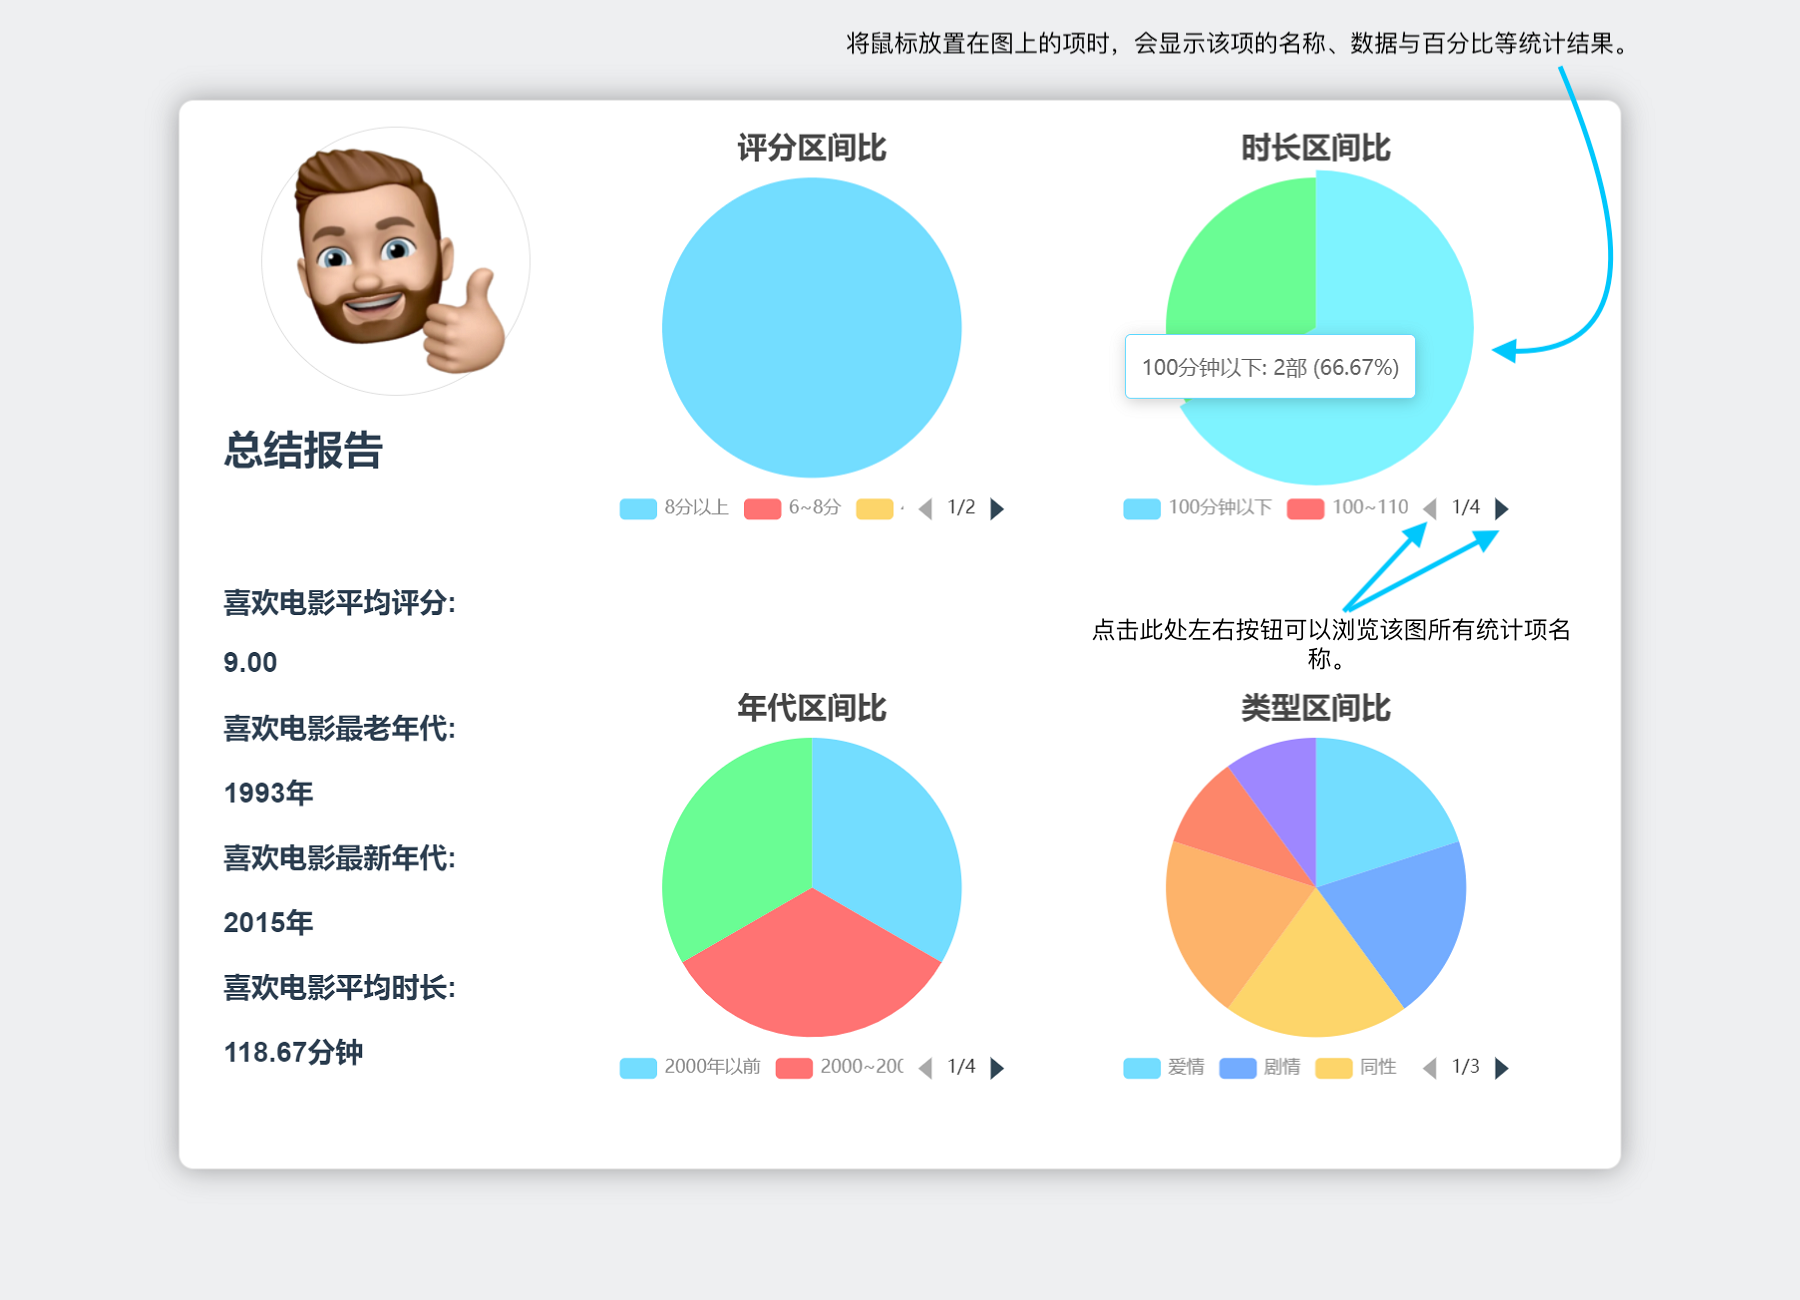 将鼠标放置在图上的项时，会显示该项的名称、数据与百分比等统计结果。
总结报告
喜欢电影平均评分:
9.00
喜欢电影最老年代:
1993年
喜欢电影最新年代:
2015年
喜欢电影平均时长:
118.67分钟
评分区间比
8分以上 6~8分 1/2
时长区间比
100分钟以下: 2部 (66.67%)
100分钟以下 100~110 1/4
点击此处左右按钮可以浏览该图所有统计项名
称。
年代区间比
2000年以前 2000~200 1/4
类型区间比
爱情 剧情 同性 1/3